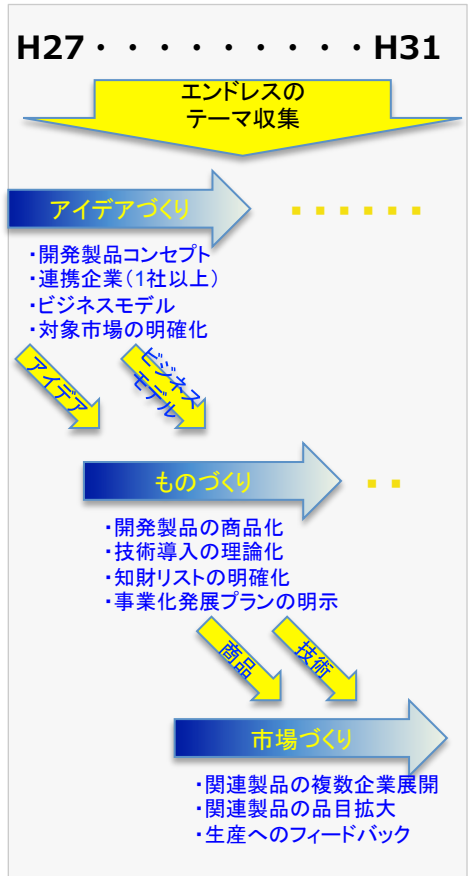 H27・・・・・・・・・・H31
エンドレスの
テーマ収集
アイデアづくり ・・・・・・
・開発製品コンセプト
・連携企業（1社以上）
・ビジネスモデル
・対象市場の明確化
アイデア
ビジネス
モデル
ものづくり ・・
・開発製品の商品化
・技術導入の理論化
・知財リストの明確化
・事業化発展プランの明示
商品
技術
市場づくり
・関連製品の複数企業展開
・関連製品の品目拡大
・生産へのフィードバック